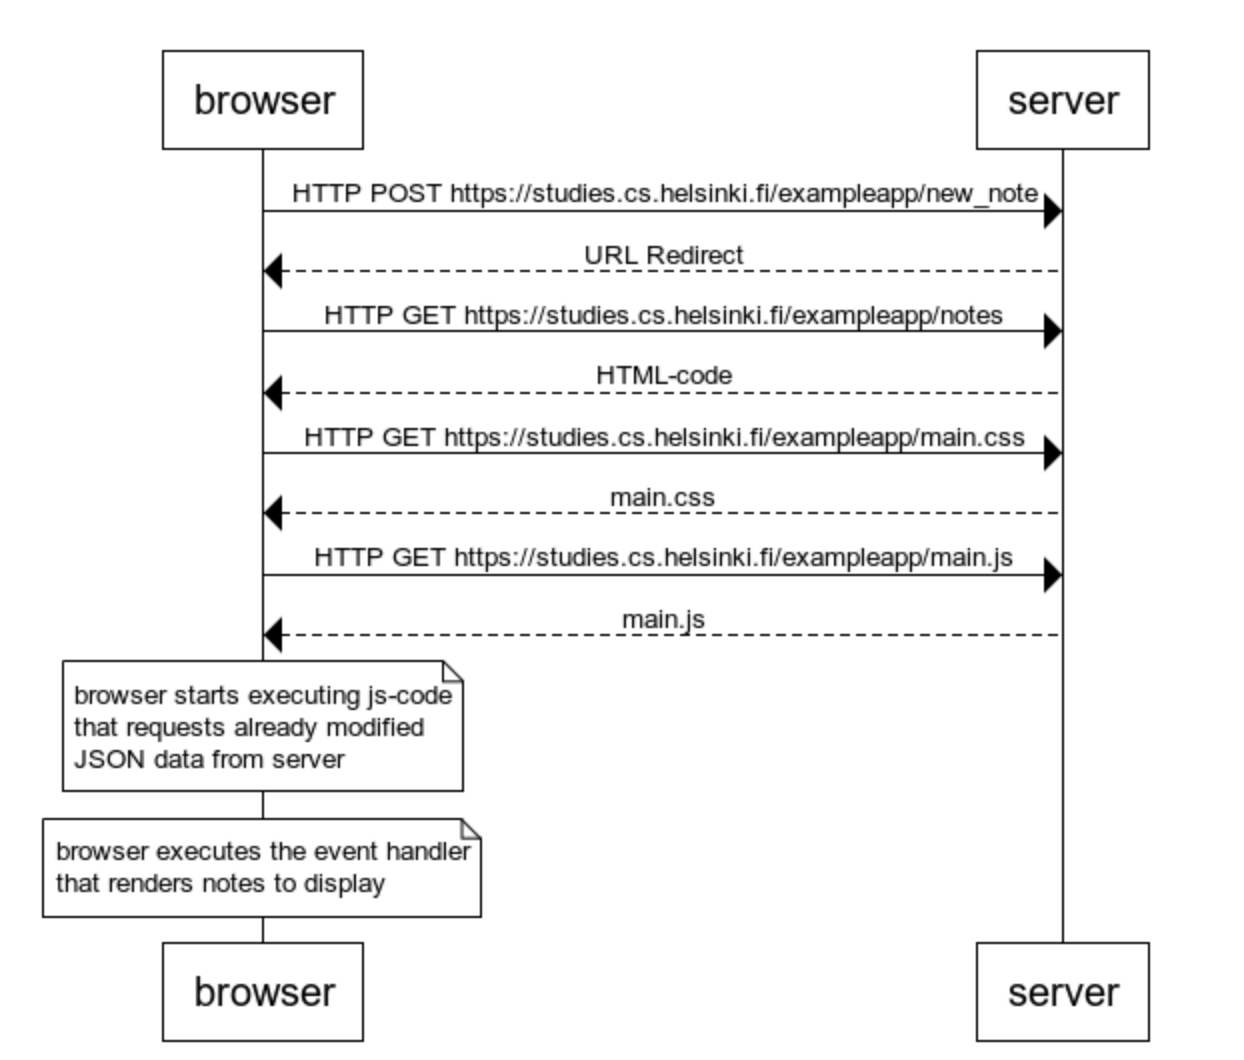 browser
server
HTTP POST https://studies.cs.helsinki.fi/exampleapp/new_note
URL Redirect
HTTP GET https://studies.cs.helsinki.fi/exampleapp/notes
HTML-code
HTTP GET https://studies.cs.helsinki.fi/exampleapp/main.css
main.css
HTTP GET https://studies.cs.helsinki.fi/exampleapp/main.js
main.js
browser starts executing js-code
that requests already modified
JSON data from server
browser executes the event handler
that renders notes to display
browser
server